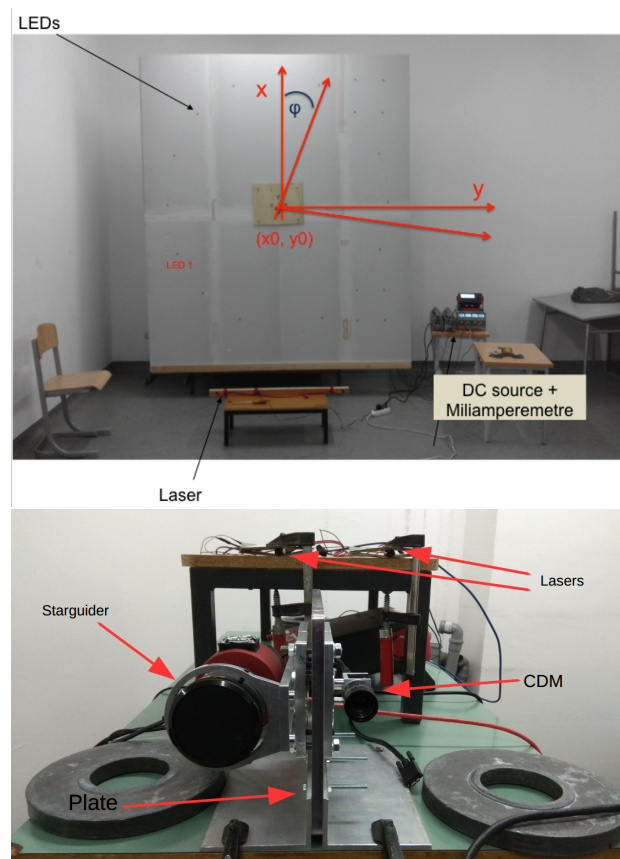 LEDs
x
φ
y
(x0, y0)
LED 1
DC source +
Miliamperemetre
Laser
Lasers
Starguider
CDM
Plate